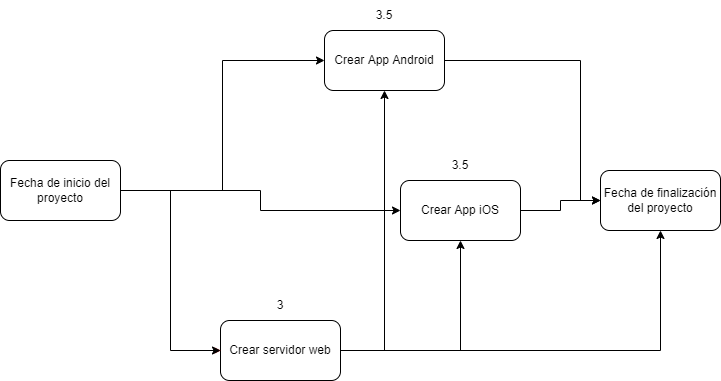 3.5
Crear App Android
3.5
Fecha de inicio del
proyecto
Crear App iOS
Fecha de finalización
del proyecto
3
Crear servidor web